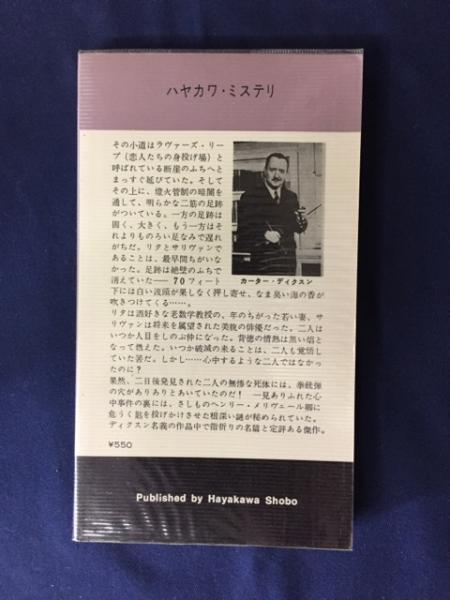 ハヤカワ・ミステリ
その小道はラヴァーズ・リー
プ(恋人たちの身投げ場)と
呼ばれている断崖のふちへと
まっすぐ延びていた。そして
その上に、燈火管制の暗闇を
通して、明らかな二筋の足跡
がついている。一方の足跡は
固く、大きく、もう一方はそ
れよりものろい足なみで遅れ
がちだ。リタとサリヴァンで
あることは、最早間ちがいな
かった。足跡は絶壁のふちで
消えていた── 70フィート
下には白い波頭が果しなく押し寄せ、なま臭い海の香が
吹きつけてくる……。
リタは酒好きな老数学教授の、年のちがった若い妻、サ
リヴァンは将来を属望された美貌の俳優だった。二人は
いつか人目をしのぶ仲になった。背徳の情熱は黒い焰と
なって燃えた。いつか破滅の来ることは、二人も覚悟し
ていた筈だ。しかし……心中するような二人ではなかっ
たのに?
果然、二日後発見された二人の無惨な死体には、拳銃弾
の穴がありありとあいていたのだ! 一見ありふれた心
中事件の裏には、さしものヘンリー・メリヴェール卿に
危うく匙を投げかけさせた根深い謎が秘められていた。
ディクスン名義の作品中で指折りの名篇と定評ある傑作。
カーター・ディクスン
¥550
Published by Hayakawa Shobo